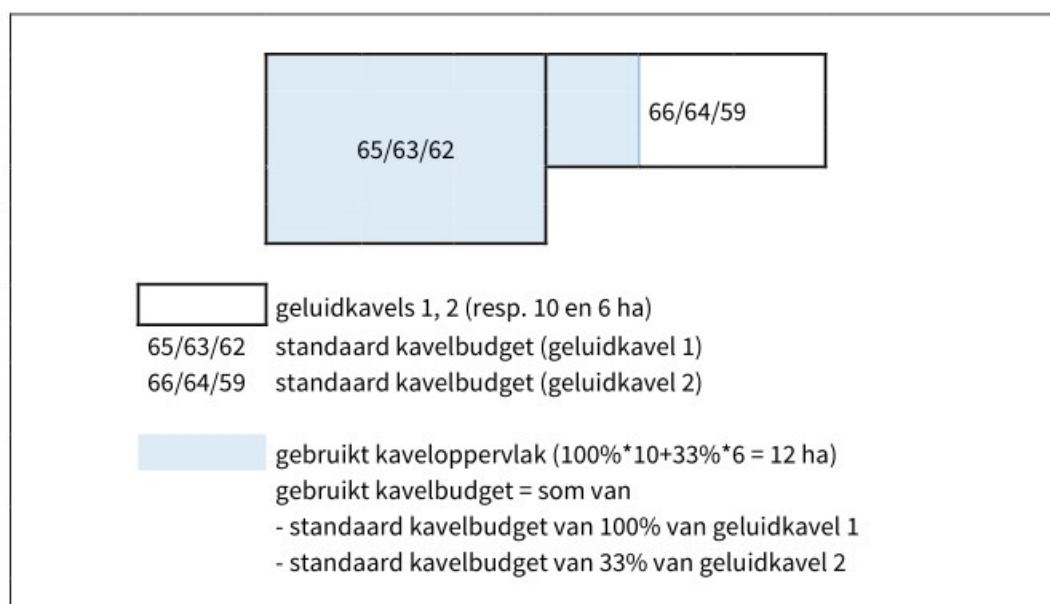 66/64/59
65/63/62
geluidkavels 1, 2 (resp. 10 en 6 ha)
65/63/62 standaard kavelbudget (geluidkavel 1)
66/64/59 standaard kavelbudget (geluidkavel 2)
gebruikt kaveloppervlak (100%*10+33%*6 = 12 ha)
gebruikt kavelbudget = som van
- standaard kavelbudget van 100% van geluidkavel 1
- standaard kavelbudget van 33% van geluidkavel 2